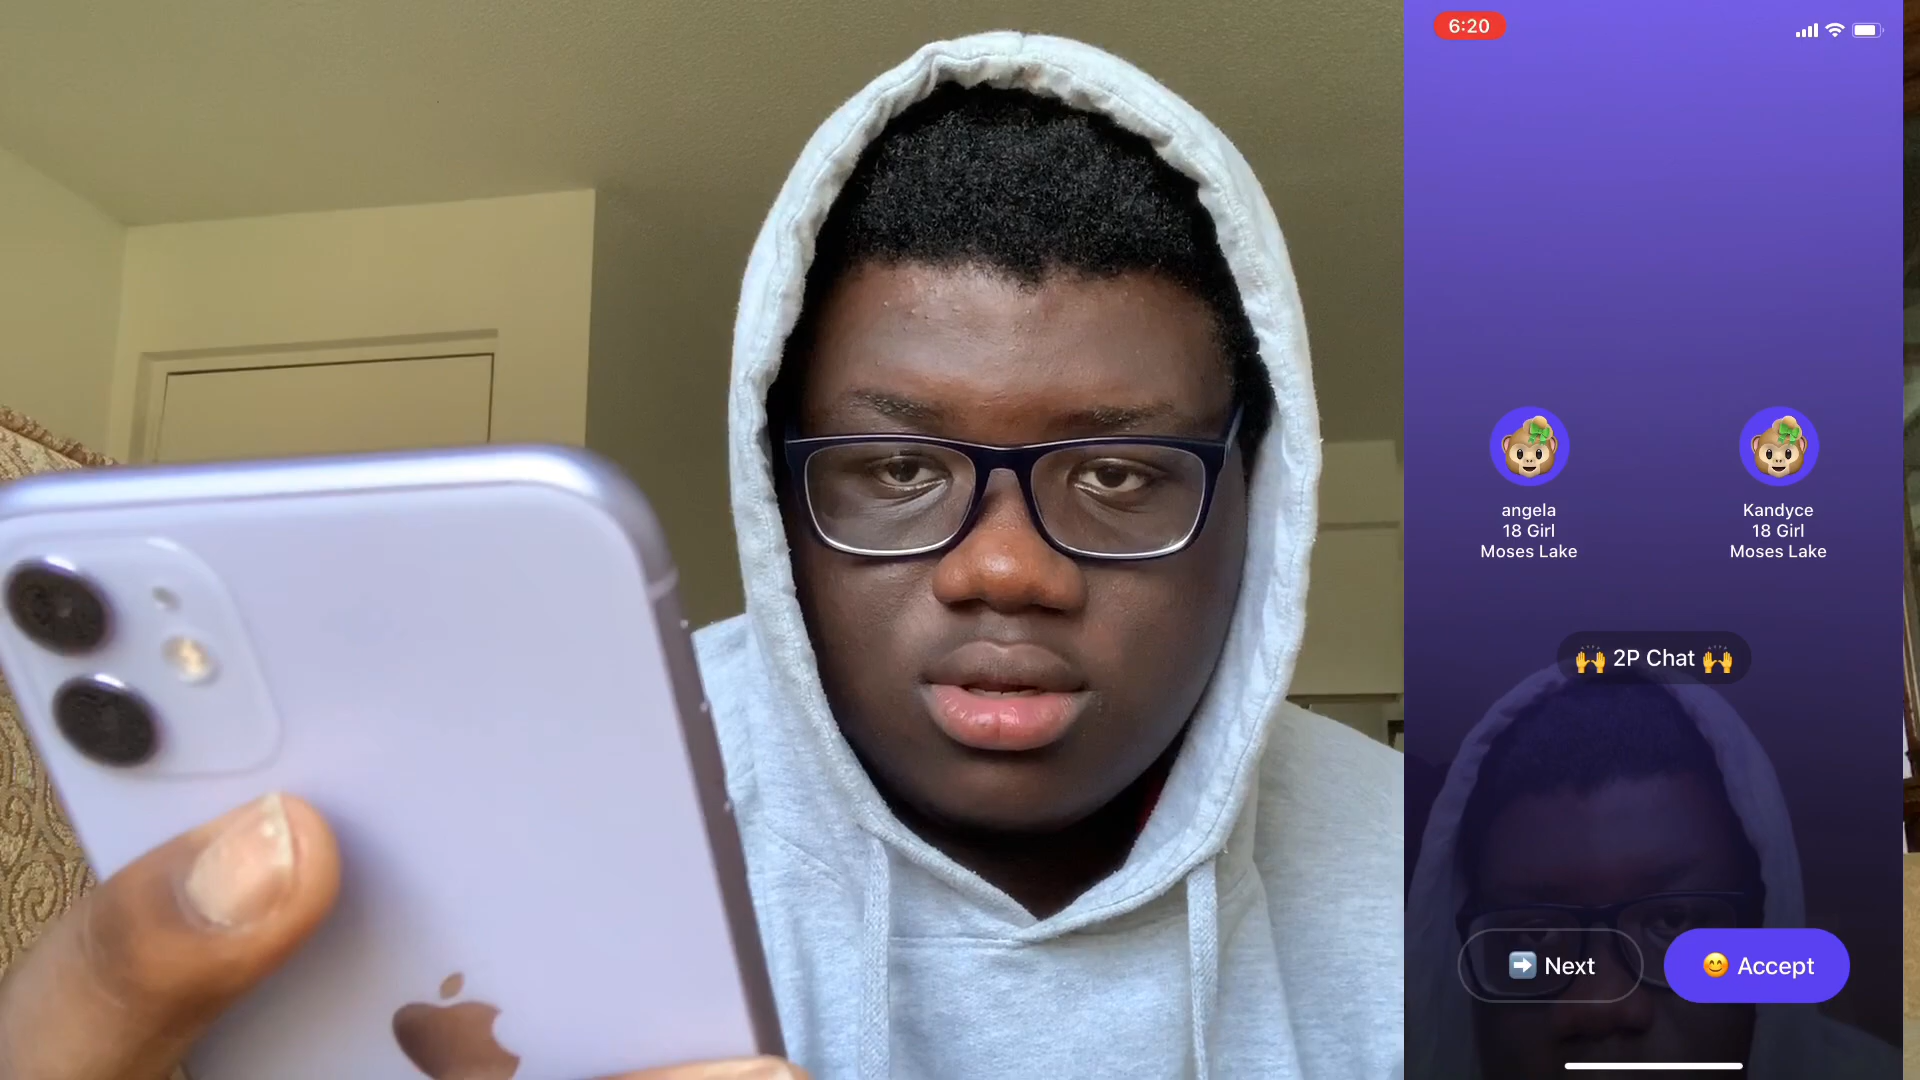 6:20
angela
18 Girl
Moses Lake
Kandyce
18 Girl
Moses Lake
🙌 2P Chat 🙌
➡️ Next
😊 Accept